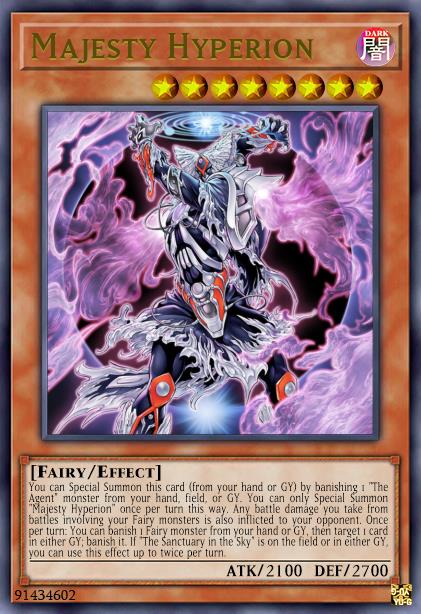 MAJESTY HYPERION
DARK
闇
[FAIRY/EFFECT]
You can Special Summon this card (from your hand or GY) by banishing 1 "The
Agent" monster from your hand, field, or GY. You can only Special Summon
"Majesty Hyperion" once per turn this way. Any battle damage you take from
battles involving your Fairy monsters is also inflicted to your opponent. Once
per turn: You can banish 1 Fairy monster from your hand or GY, then target 1 card
in either GY; banish it. If "The Sanctuary in the Sky" is on the field or in either GY,
you can use this effect up to twice per turn.
ATK/2100 DEF/2700
91434602